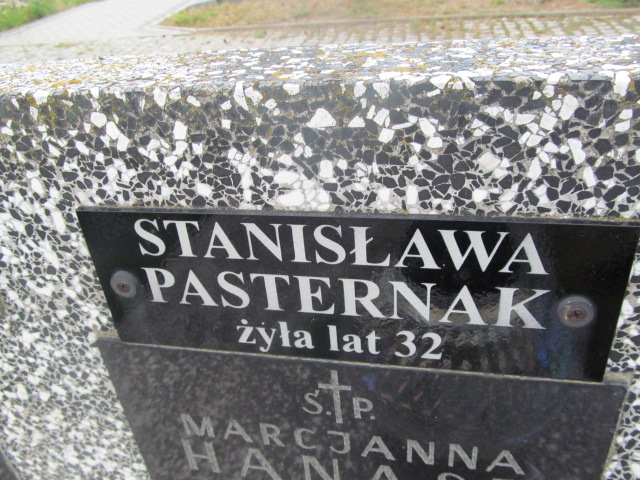 STANISŁAWA
PASTERNAK
żyła lat 32
Ś.P.
MARCJANNA